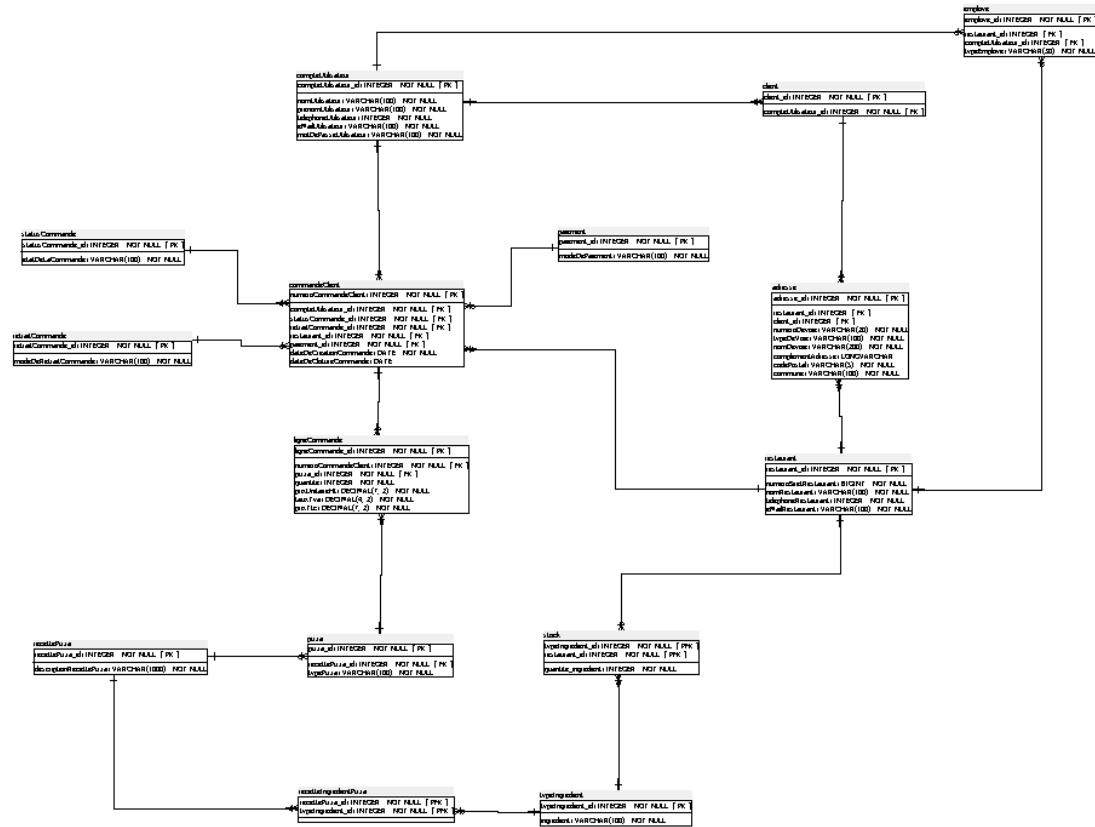 employe
employe_id: INTEGER NOT NULL [ PK ]
restaurant_id: INTEGER [ FK ]
compteUtilisateur_id: INTEGER [ FK ]
typeEmploye: VARCHAR(50) NOT NULL
compteUtilisateur
compteUtilisateur_id: INTEGER NOT NULL [ PK ]
nomUtilisateur: VARCHAR(100) NOT NULL
prenomUtilisateur: VARCHAR(100) NOT NULL
telephoneUtilisateur: INTEGER NOT NULL
eMailUtilisateur: VARCHAR(100) NOT NULL
motDePasseUtilisateur: VARCHAR(100) NOT NULL
client
client_id: INTEGER NOT NULL [ PK ]
compteUtilisateur_id: INTEGER NOT NULL [ FK ]
statusCommande
statusCommande_id: INTEGER NOT NULL [ PK ]
etatDeLaCommande: VARCHAR(100) NOT NULL
paiement
paiement_id: INTEGER NOT NULL [ PK ]
modeDePaiement: VARCHAR(100) NOT NULL
commandeClient
numeroCommandeClient: INTEGER NOT NULL [ PK ]
compteUtilisateur_id: INTEGER NOT NULL [ FK ]
statusCommande_id: INTEGER NOT NULL [ FK ]
retraitCommande_id: INTEGER NOT NULL [ FK ]
restaurant_id: INTEGER NOT NULL [ FK ]
paiement_id: INTEGER NOT NULL [ FK ]
dateDeCreationCommande: DATE NOT NULL
dateDeClotureCommande: DATE
adresse
adresse_id: INTEGER NOT NULL [ PK ]
restaurant_id: INTEGER [ FK ]
client_id: INTEGER [ FK ]
numeroDeVoie: VARCHAR(20) NOT NULL
typeDeVoie: VARCHAR(100) NOT NULL
nomDeVoie: VARCHAR(200) NOT NULL
complementAdresse: LONGVARCHAR
codePostal: VARCHAR(5) NOT NULL
commune: VARCHAR(100) NOT NULL
retraitCommande
retraitCommande_id: INTEGER NOT NULL [ PK ]
modeDeRetraitCommande: VARCHAR(100) NOT NULL
ligneCommande
ligneCommande_id: INTEGER NOT NULL [ PK ]
numeroCommandeClient: INTEGER NOT NULL [ FK ]
pizza_id: INTEGER NOT NULL [ FK ]
quantite: INTEGER NOT NULL
prixUnitaireHt: DECIMAL(7, 2) NOT NULL
tauxTva: DECIMAL(4, 2) NOT NULL
prixTtc: DECIMAL(7, 2) NOT NULL
restaurant
restaurant_id: INTEGER NOT NULL [ PK ]
numeroSiretRestaurant: BIGINT NOT NULL
nomRestaurant: VARCHAR(100) NOT NULL
telephoneRestaurant: INTEGER NOT NULL
eMailRestaurant: VARCHAR(100) NOT NULL
recettePizza
recettePizza_id: INTEGER NOT NULL [ PK ]
descriptionRecettePizza: VARCHAR(1000) NOT NULL
pizza
pizza_id: INTEGER NOT NULL [ PK ]
recettePizza_id: INTEGER NOT NULL [ FK ]
typePizza: VARCHAR(100) NOT NULL
stock
typeIngredient_id: INTEGER NOT NULL [ PFK ]
restaurant_id: INTEGER NOT NULL [ PFK ]
quantite_ingredient: INTEGER NOT NULL
recetteIngredientPizza
recettePizza_id: INTEGER NOT NULL [ PFK ]
typeIngredient_id: INTEGER NOT NULL [ PFK ]
typeIngredient
typeIngredient_id: INTEGER NOT NULL [ PK ]
ingredient: VARCHAR(100) NOT NULL